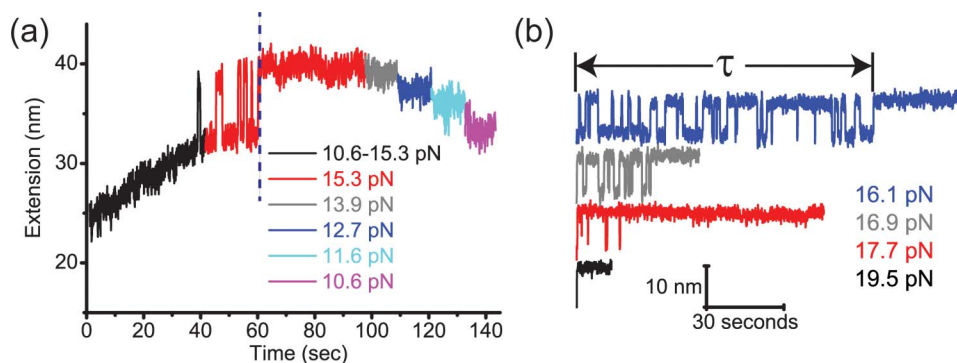 (a)
Extension (nm)
40
30
20
10.6-15.3 pN
15.3 pN
13.9 pN
12.7 pN
11.6 pN
10.6 pN
0 20 40 60 80 100 120 140
Time (sec)
(b)
τ
16.1 pN
16.9 pN
17.7 pN
19.5 pN
10 nm
30 seconds